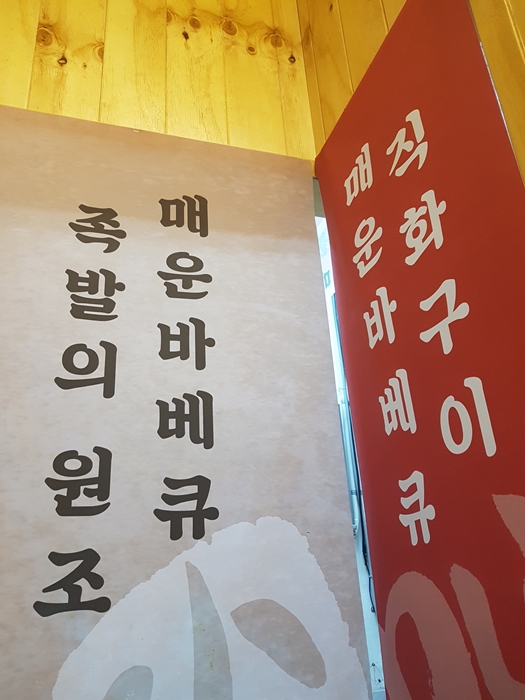 매운바베큐
족발의 원조
직화구이
매운바베큐